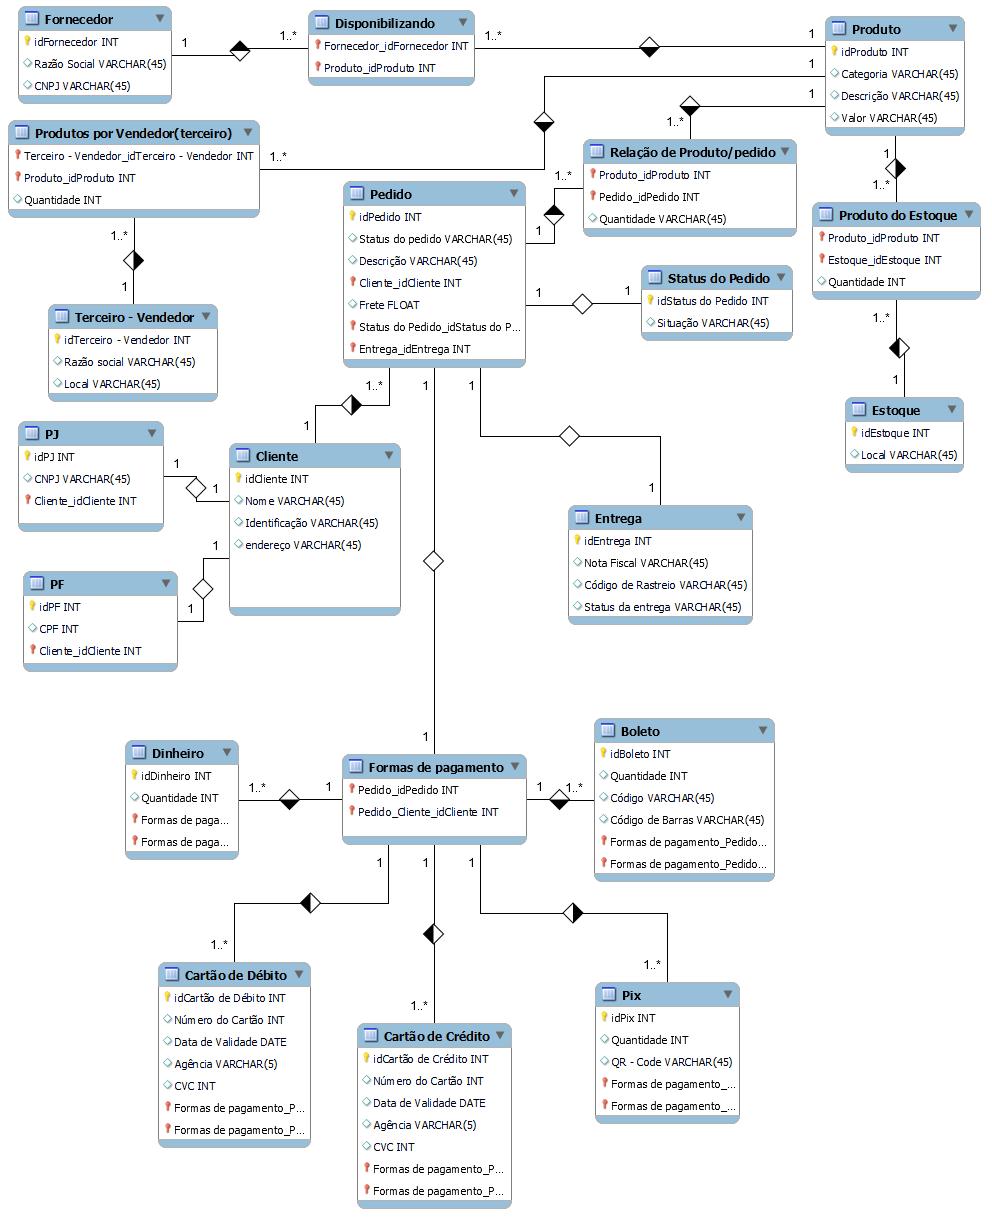 Fornecedor
idFornecedor INT
Razão Social VARCHAR(45)
CNPJ VARCHAR(45)
1
1..*
Disponibilizando
Fornecedor_idFornecedor INT
Produto_idProduto INT
1..*
1
Produto
idProduto INT
Categoria VARCHAR(45)
Descrição VARCHAR(45)
Valor VARCHAR(45)
1
1
Produtos por Vendedor(terceiro)
Terceiro - Vendedor_idTerceiro - Vendedor INT
Produto_idProduto INT
Quantidade INT
1..*
1..*
1
Relação de Produto/pedido
Produto_idProduto INT
Pedido_idPedido INT
Quantidade VARCHAR(45)
1..*
1..*
1
1
1..*
Produto do Estoque
Produto_idProduto INT
Estoque_idEstoque INT
Quantidade INT
1..*
1
Pedido
idPedido INT
Status do pedido VARCHAR(45)
Descrição VARCHAR(45)
Cliente_idCliente INT
Frete FLOAT
Status do Pedido_idStatus do P...
Entrega_idEntrega INT
1
1
Status do Pedido
idStatus do Pedido INT
Situação VARCHAR(45)
Terceiro - Vendedor
idTerceiro - Vendedor INT
Razão social VARCHAR(45)
Local VARCHAR(45)
Estoque
idEstoque INT
Local VARCHAR(45)
1..*
1
1
1
PJ
idPJ INT
CNPJ VARCHAR(45)
Cliente_idCliente INT
1
1
Cliente
idCliente INT
Nome VARCHAR(45)
Identificação VARCHAR(45)
endereço VARCHAR(45)
1
1
PF
idPF INT
CPF INT
Cliente_idCliente INT
1
Entrega
idEntrega INT
Nota Fiscal VARCHAR(45)
Código de Rastreio VARCHAR(45)
Status da entrega VARCHAR(45)
1
Dinheiro
idDinheiro INT
Quantidade INT
Formas de paga...
Formas de paga...
1..*
1
Formas de pagamento
Pedido_idPedido INT
Pedido_Cliente_idCliente INT
1
1..*
Boleto
idBoleto INT
Quantidade INT
Código VARCHAR(45)
Código de Barras VARCHAR(45)
Formas de pagamento_Pedido...
Formas de pagamento_Pedido...
1
1
1
1..*
1..*
1..*
Cartão de Débito
idCartão de Débito INT
Número do Cartão INT
Data de Validade DATE
Agência VARCHAR(5)
CVC INT
Formas de pagamento_P...
Formas de pagamento_P...
Cartão de Crédito
idCartão de Crédito INT
Número do Cartão INT
Data de Validade DATE
Agência VARCHAR(5)
CVC INT
Formas de pagamento_P...
Formas de pagamento_P...
Pix
idPix INT
Quantidade INT
QR - Code VARCHAR(45)
Formas de pagamento_...
Formas de pagamento_...